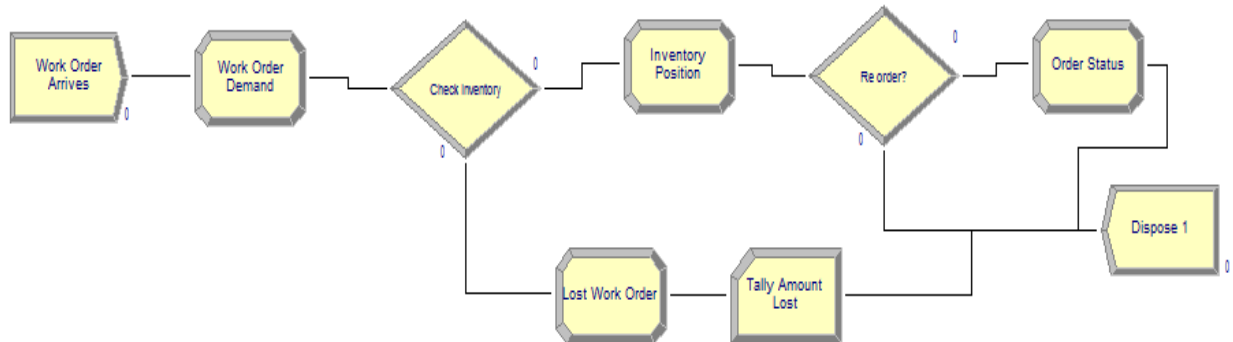 Work Order
Arrives
0
Work Order
Demand
Check Inventory
0
0
Inventory
Position
Re order?
0
0
Order Status
Lost Work Order
Tally Amount
Lost
Dispose 1
0